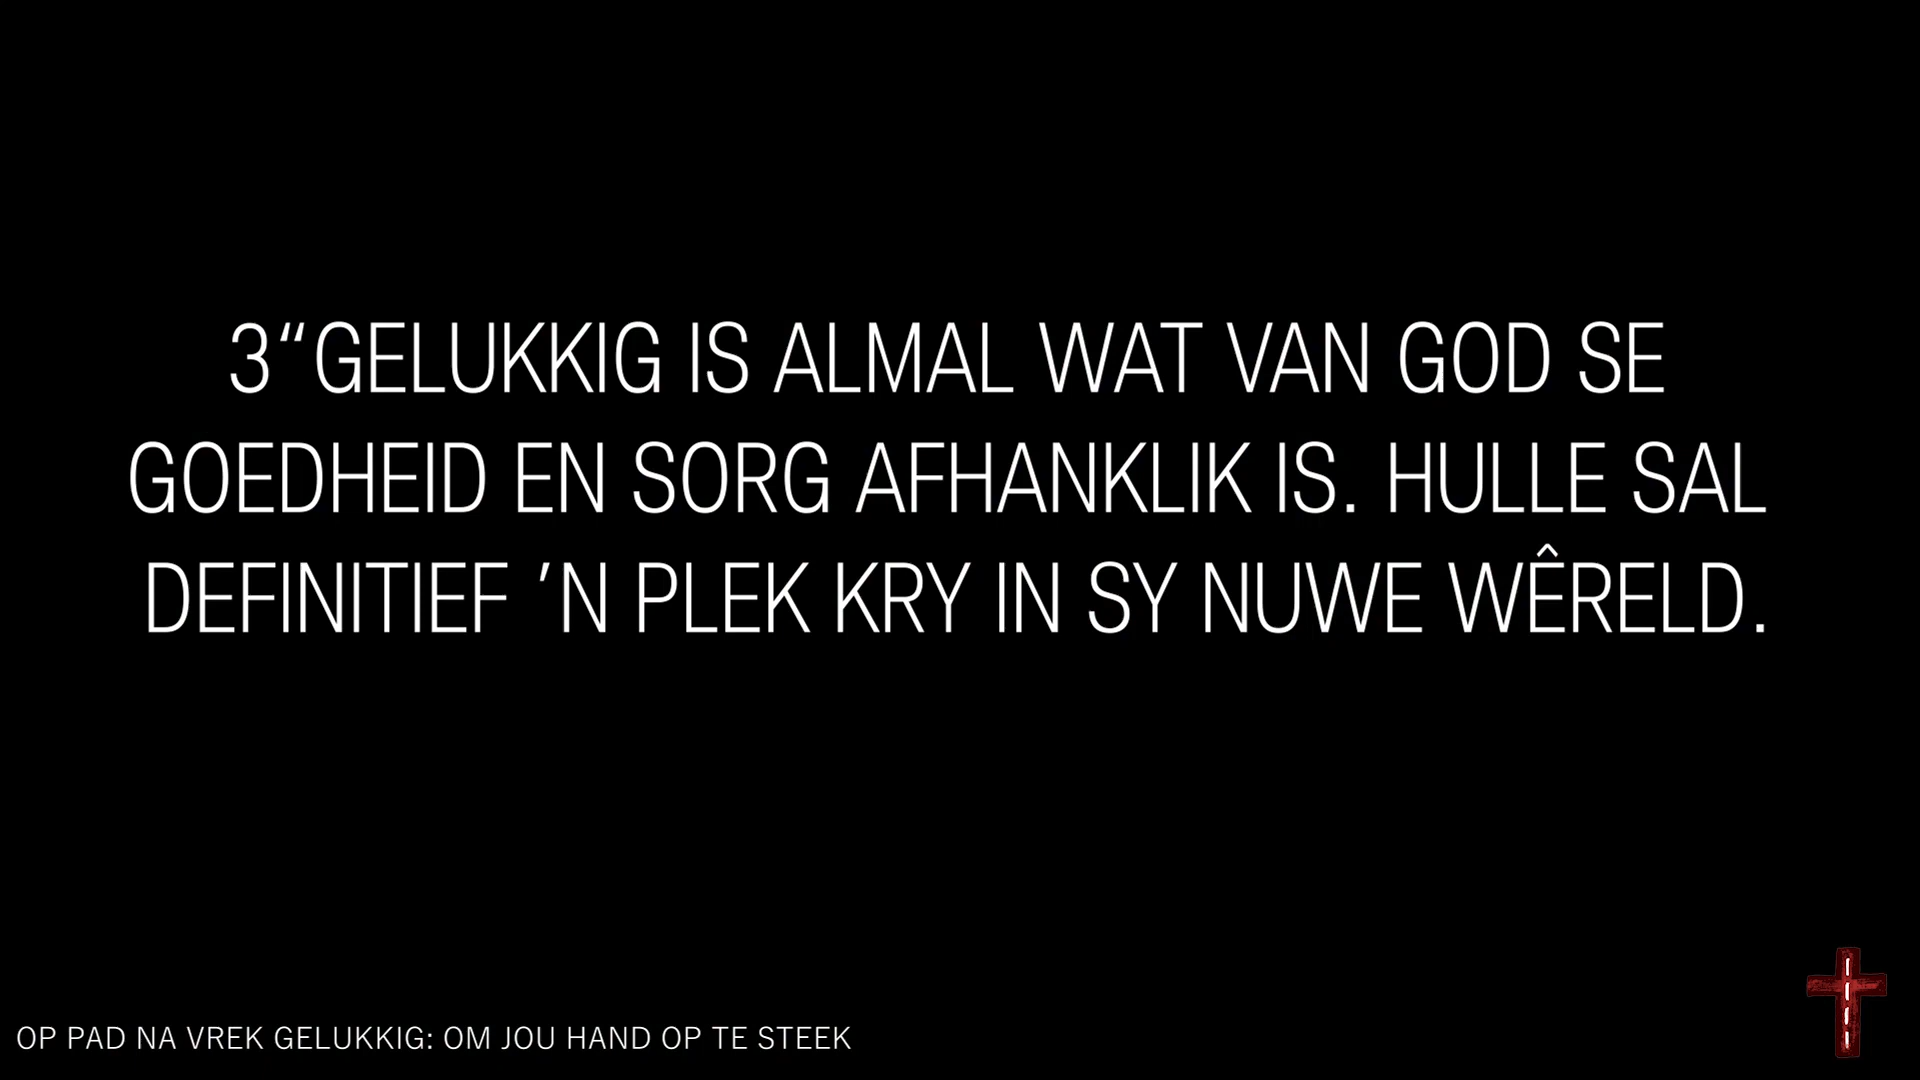 3“GELUKKIG IS ALMAL WAT VAN GOD SE
GOEDHEID EN SORG AFHANKLIK IS. HULLE SAL
DEFINITIEF ’N PLEK KRY IN SY NUWE WÊRELD.
OP PAD NA VREK GELUKKIG: OM JOU HAND OP TE STEEK